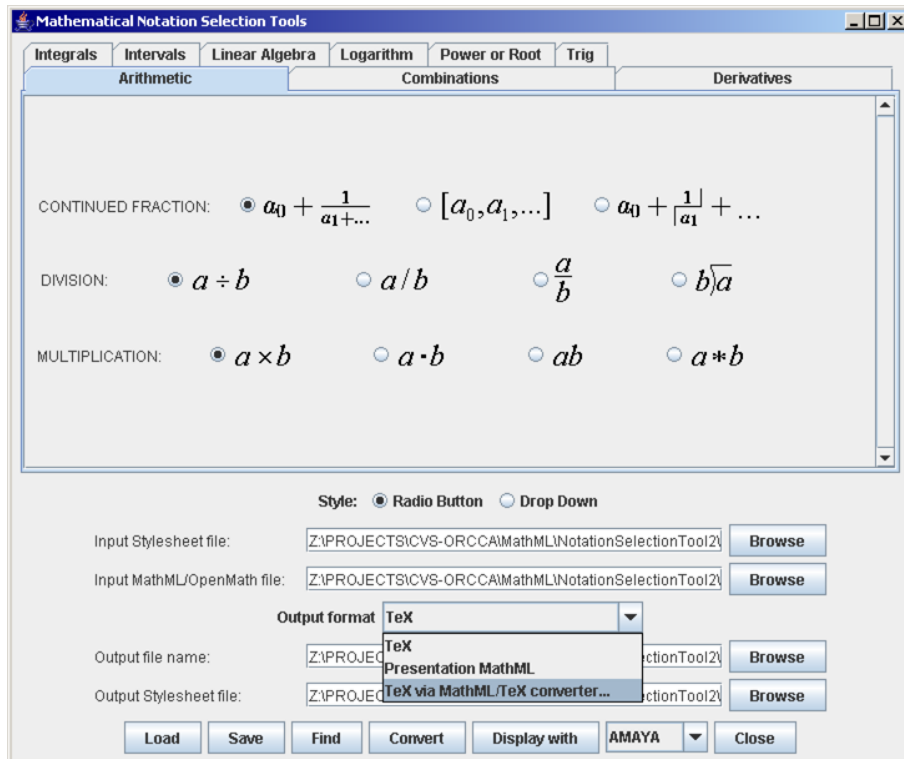 Mathematical Notation Selection Tools
Integrals Intervals Linear Algebra Logarithm Power or Root Trig
Arithmetic Combinations Derivatives
CONTINUED FRACTION: a₀ + 1/(a₁+...) [a₀,a₁,...] a₀ + 1⌋/⌈a₁ + ...
DIVISION: a ÷ b a / b a/b b)a
MULTIPLICATION: a × b a · b ab a * b
Style: Radio Button Drop Down
Input Stylesheet file: Z:\PROJECTS\CVS-ORCCA\MathML\NotationSelectionTool2\ Browse
Input MathML/OpenMath file: Z:\PROJECTS\CVS-ORCCA\MathML\NotationSelectionTool2\ Browse
Output format TeX
TeX
Presentation MathML
TeX via MathML/TeX converter...
Output file name: Z:\PROJEC ctionTool2\ Browse
Output Stylesheet file: Z:\PROJEC ectionTool2\ Browse
Load Save Find Convert Display with AMAYA Close